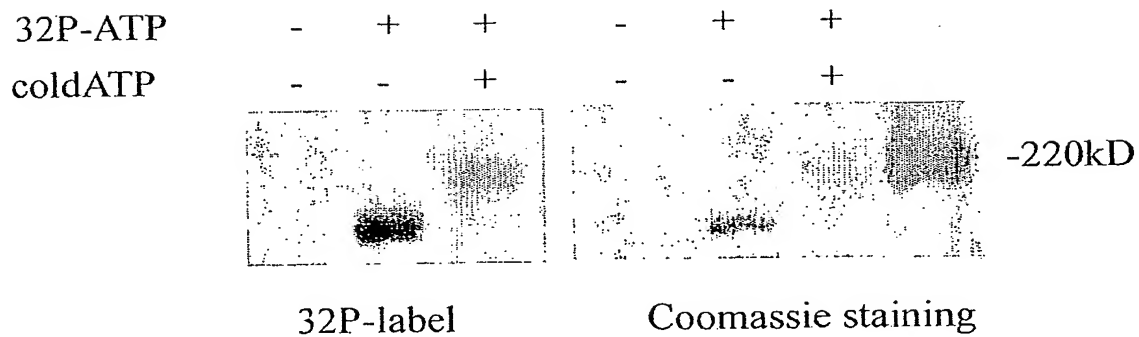 32P-ATP - + + - + +
coldATP - - + - - +
-220kD
32P-label Coomassie staining